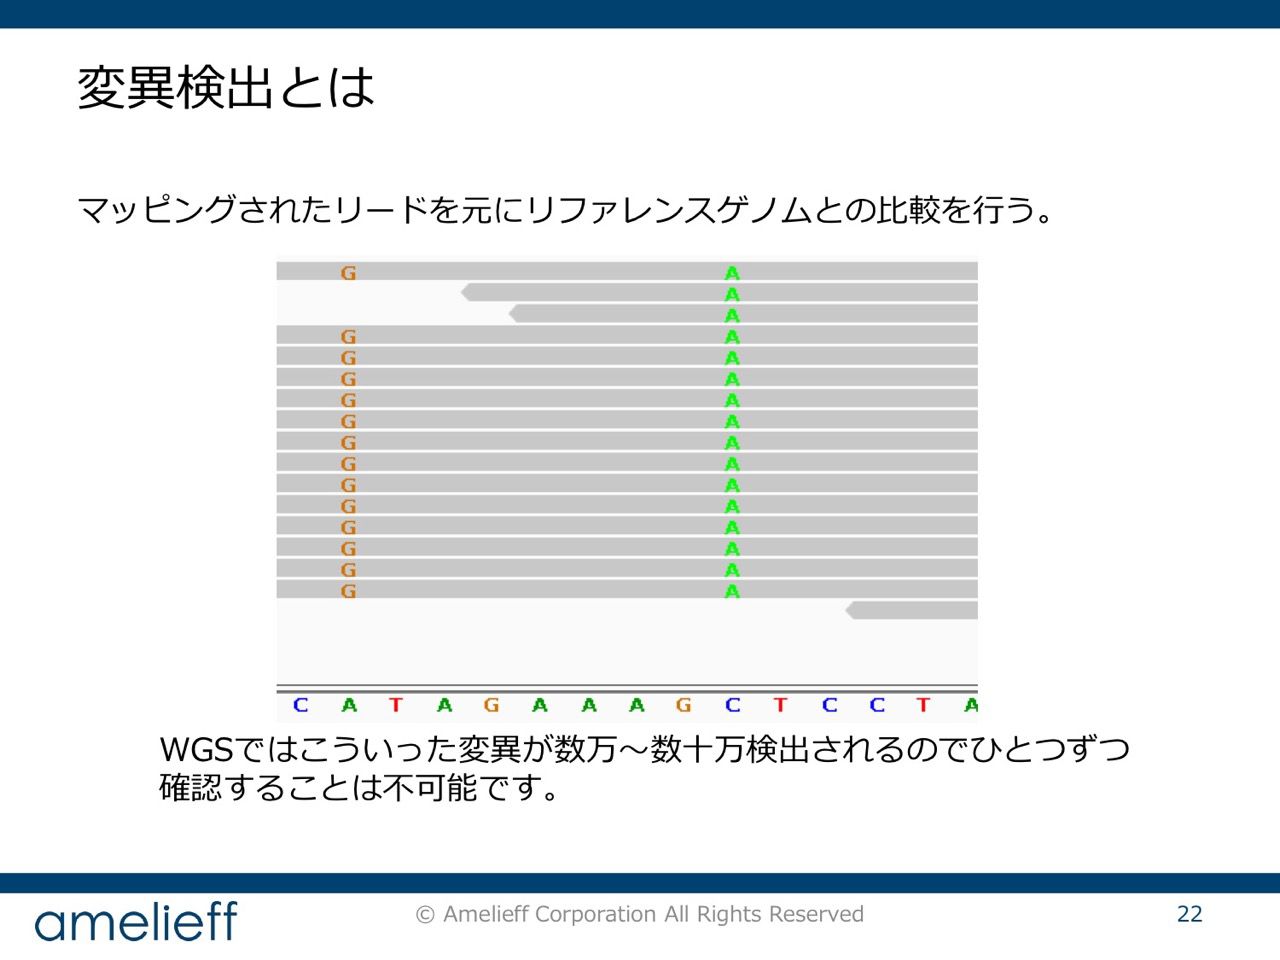 変異検出とは
マッピングされたリードを元にリファレンスゲノムとの比較を行う。
G A
A
A
G A
G A
G A
G A
G A
G A
G A
G A
G A
G A
G A
G A
G A
C A T A G A A A G C T C C T A
WGSではこういった変異が数万～数十万検出されるのでひとつずつ
確認することは不可能です。
amelieff
© Amelieff Corporation All Rights Reserved
22